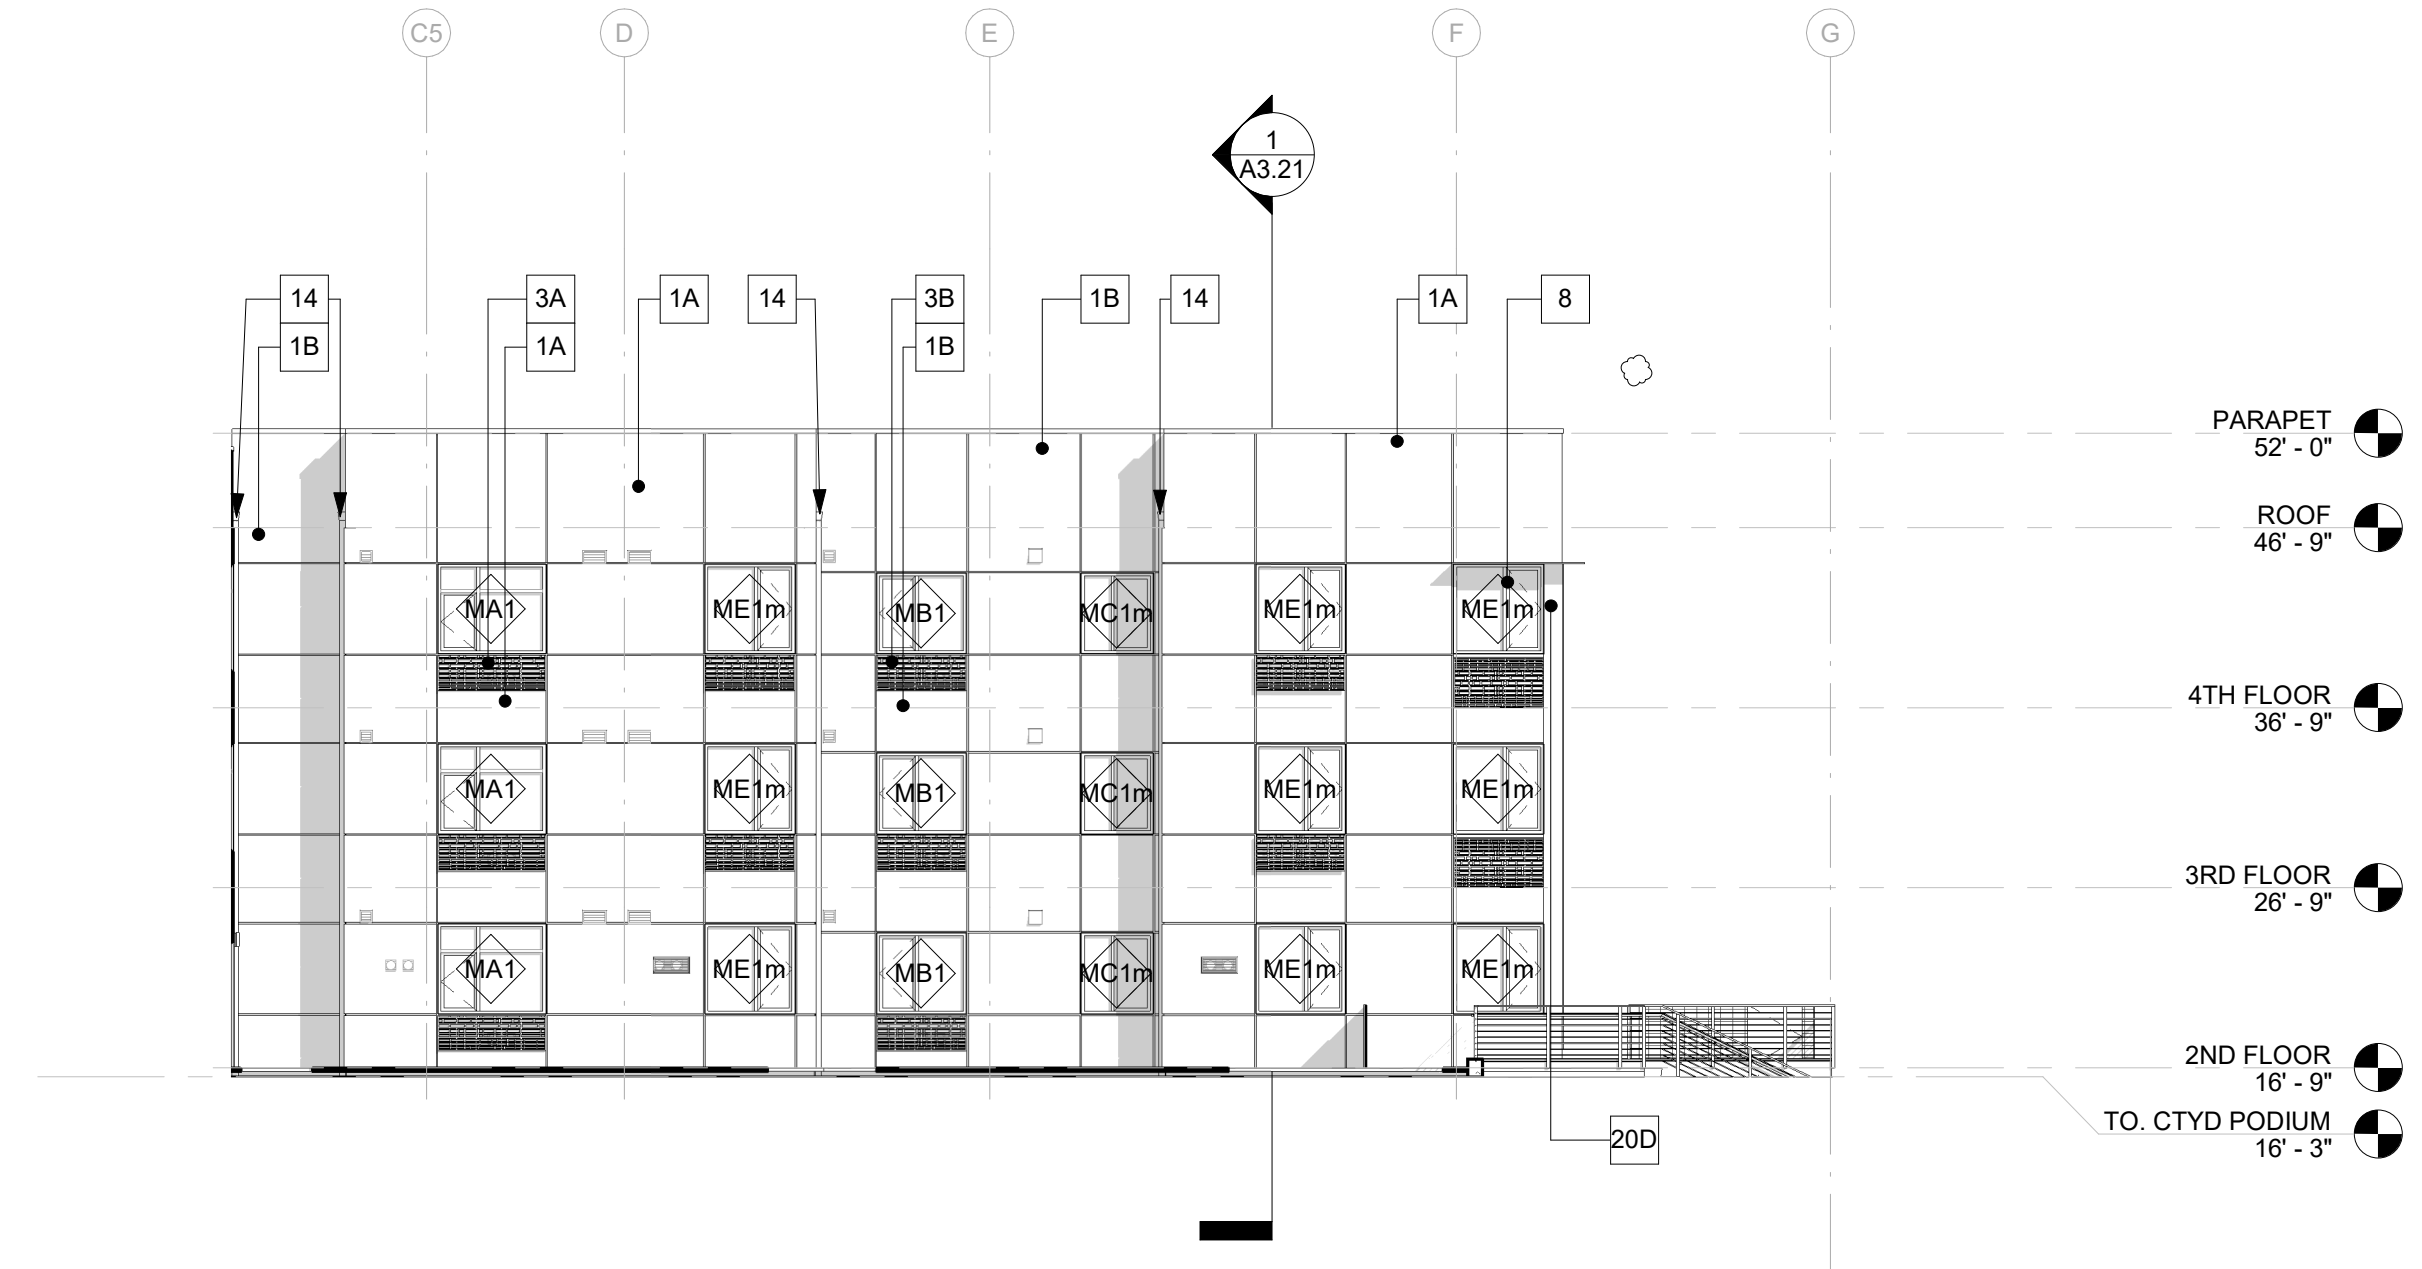 C5
D
E
F
G
1
A3.21
14
3A
1A
14
3B
1B
14
1A
8
1B
1A
1B
PARAPET
52' - 0"
ROOF
46' - 9"
MA1
ME1m
MB1
MC1m
ME1m
ME1m
4TH FLOOR
36' - 9"
MA1
ME1m
MB1
MC1m
ME1m
ME1m
3RD FLOOR
26' - 9"
MA1
ME1m
MB1
MC1m
ME1m
ME1m
2ND FLOOR
16' - 9"
TO. CTYD PODIUM
16' - 3"
20D